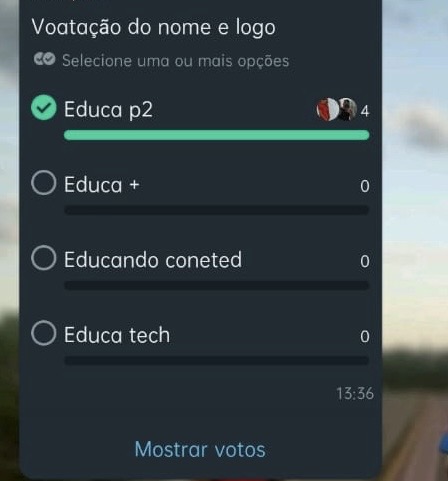 Voatação do nome e logo
Selecione uma ou mais opções
Educa p2 4
Educa + 0
Educando coneted 0
Educa tech 0
13:36
Mostrar votos